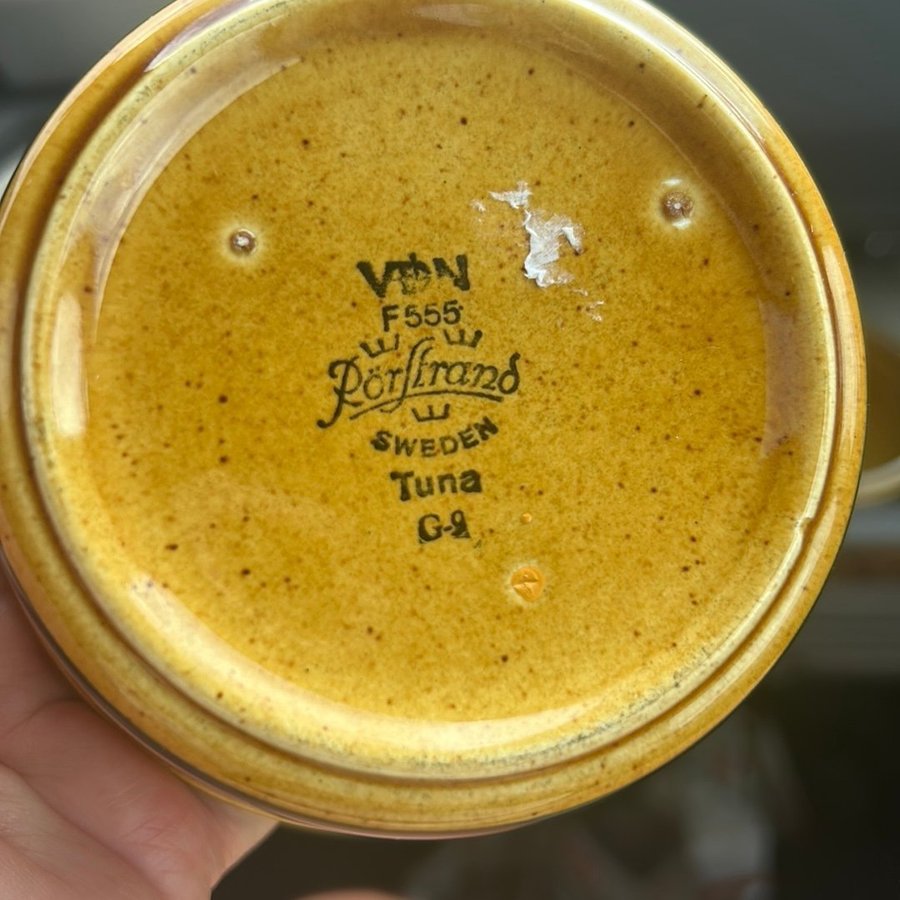 VDN
F555
Rörstrand
SWEDEN
Tuna
G-2